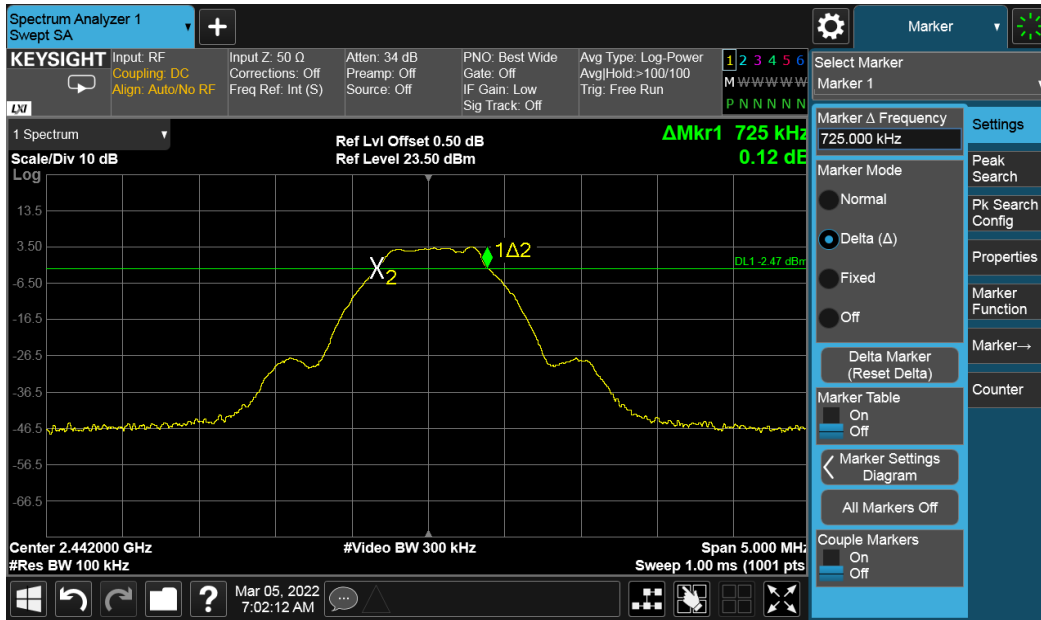 Spectrum Analyzer 1
Swept SA
Marker
KEYSIGHT
LXI
Input: RF
Coupling: DC
Align: Auto/No RF
Input Z: 50 Ω
Corrections: Off
Freq Ref: Int (S)
Atten: 34 dB
Preamp: Off
Source: Off
PNO: Best Wide
Gate: Off
IF Gain: Low
Sig Track: Off
Avg Type: Log-Power
Avg|Hold:>100/100
Trig: Free Run
1 2 3 4 5 6
M W W W W W
P N N N N N
Select Marker
Marker 1
1 Spectrum
Scale/Div 10 dB
Log
Ref Lvl Offset 0.50 dB
Ref Level 23.50 dBm
ΔMkr1 725 kHz
0.12 dB
13.5
3.50
-6.50
-16.5
-26.5
-36.5
-46.5
-56.5
-66.5
1Δ2
X2
DL1 -2.47 dBm
Center 2.442000 GHz
#Res BW 100 kHz
#Video BW 300 kHz
Span 5.000 MHz
Sweep 1.00 ms (1001 pts
Marker Δ Frequency
725.000 kHz
Marker Mode
Normal
Delta (Δ)
Fixed
Off
Delta Marker
(Reset Delta)
Marker Table
On
Off
Marker Settings
Diagram
All Markers Off
Couple Markers
On
Off
Settings
Peak
Search
Pk Search
Config
Properties
Marker
Function
Marker→
Counter
?
Mar 05, 2022
7:02:12 AM